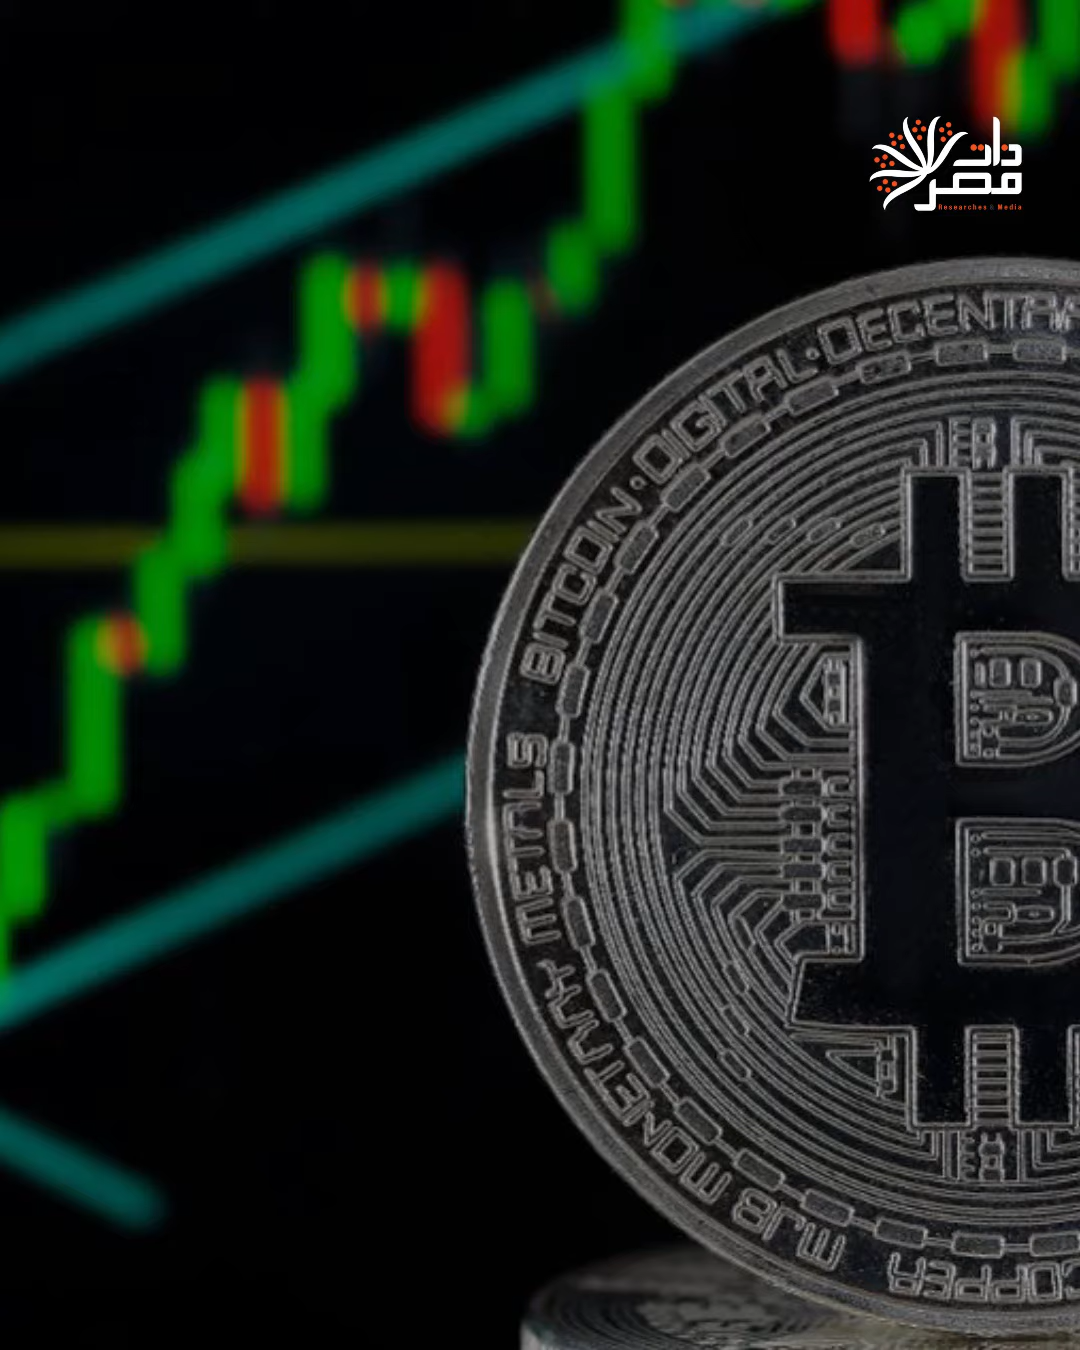 دات
مصر
Researches & Media
BITCOIN · DIGITAL · DECENTRA
MJB MONETARY METALS
COPPER